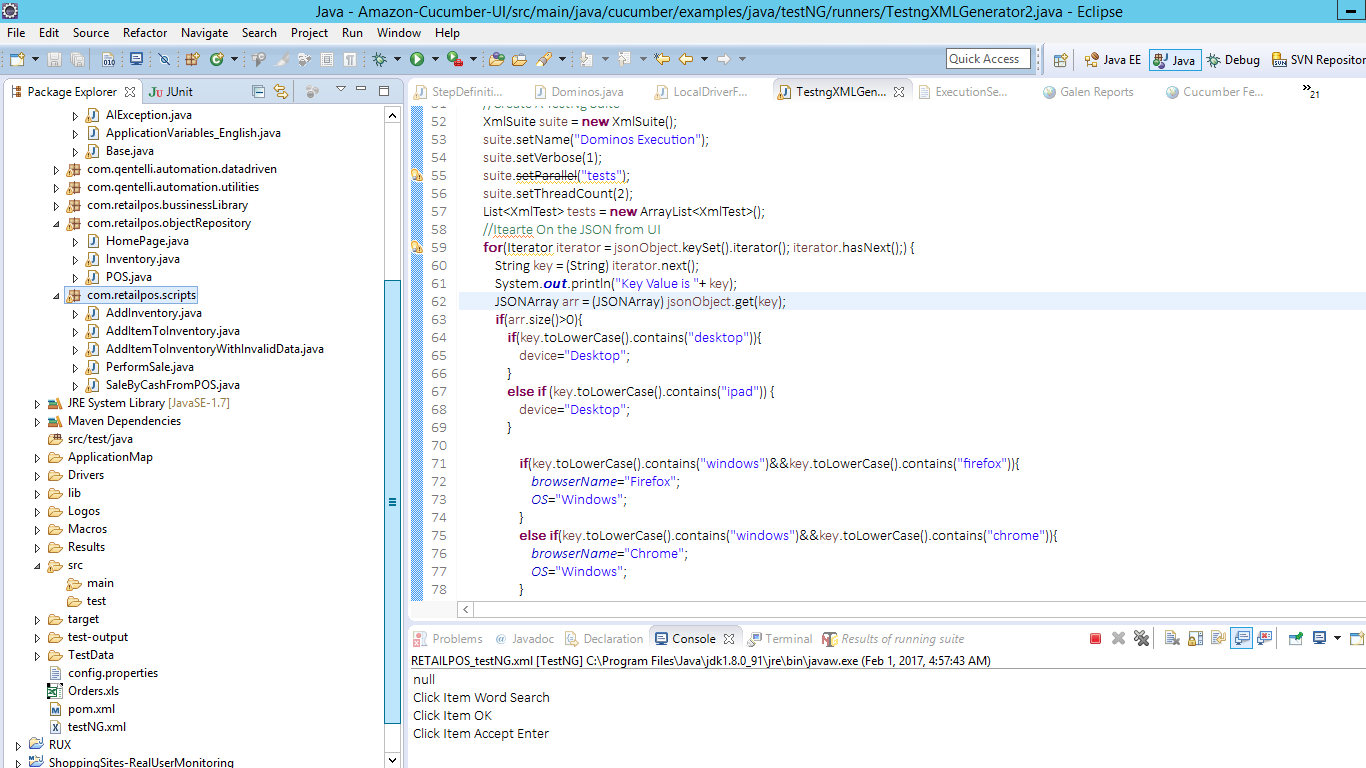 Java - Amazon-Cucumber-UI/src/main/java/cucumber/examples/java/testNG/runners/TestngXMLGenerator2.java - Eclipse
File Edit Source Refactor Navigate Search Project Run Window Help
Quick Access Java EE Java Debug SVN Repositor
Package Explorer JUnit
AIException.java
ApplicationVariables_English.java
Base.java
com.qentelli.automation.datadriven
com.qentelli.automation.utilities
com.retailpos.bussinessLibrary
com.retailpos.objectRepository
HomePage.java
Inventory.java
POS.java
com.retailpos.scripts
AddInventory.java
AddItemToInventory.java
AddItemToInventoryWithInvalidData.java
PerformSale.java
SaleByCashFromPOS.java
JRE System Library [JavaSE-1.7]
Maven Dependencies
src/test/java
ApplicationMap
Drivers
lib
Logos
Macros
Results
src
main
test
target
test-output
TestData
config.properties
Orders.xls
pom.xml
testNG.xml
RUX
ShoppingSites-RealUserMonitoring
StepDefiniti... Dominos.java LocalDriverF... TestngXMLGen... ExecutionSe... Galen Reports Cucumber Fe... 21
51 //Create A TestNG Suite
52 XmlSuite suite = new XmlSuite();
53 suite.setName("Dominos Execution");
54 suite.setVerbose(1);
55 suite.setParallel("tests");
56 suite.setThreadCount(2);
57 List<XmlTest> tests = new ArrayList<XmlTest>();
58 //Itearte On the JSON from UI
59 for(Iterator iterator = jsonObject.keySet().iterator(); iterator.hasNext();) {
60 String key = (String) iterator.next();
61 System.out.println("Key Value is "+ key);
62 JSONArray arr = (JSONArray) jsonObject.get(key);
63 if(arr.size()>0){
64 if(key.toLowerCase().contains("desktop")){
65 device="Desktop";
66 }
67 else if (key.toLowerCase().contains("ipad")) {
68 device="Desktop";
69 }
70
71 if(key.toLowerCase().contains("windows")&&key.toLowerCase().contains("firefox")){
72 browserName="Firefox";
73 OS="Windows";
74 }
75 else if(key.toLowerCase().contains("windows")&&key.toLowerCase().contains("chrome")){
76 browserName="Chrome";
77 OS="Windows";
78 }
Problems Javadoc Declaration Console Terminal Results of running suite
RETAILPOS_testNG.xml [TestNG] C:\Program Files\Java\jdk1.8.0_91\jre\bin\javaw.exe (Feb 1, 2017, 4:57:43 AM)
null
Click Item Word Search
Click Item OK
Click Item Accept Enter